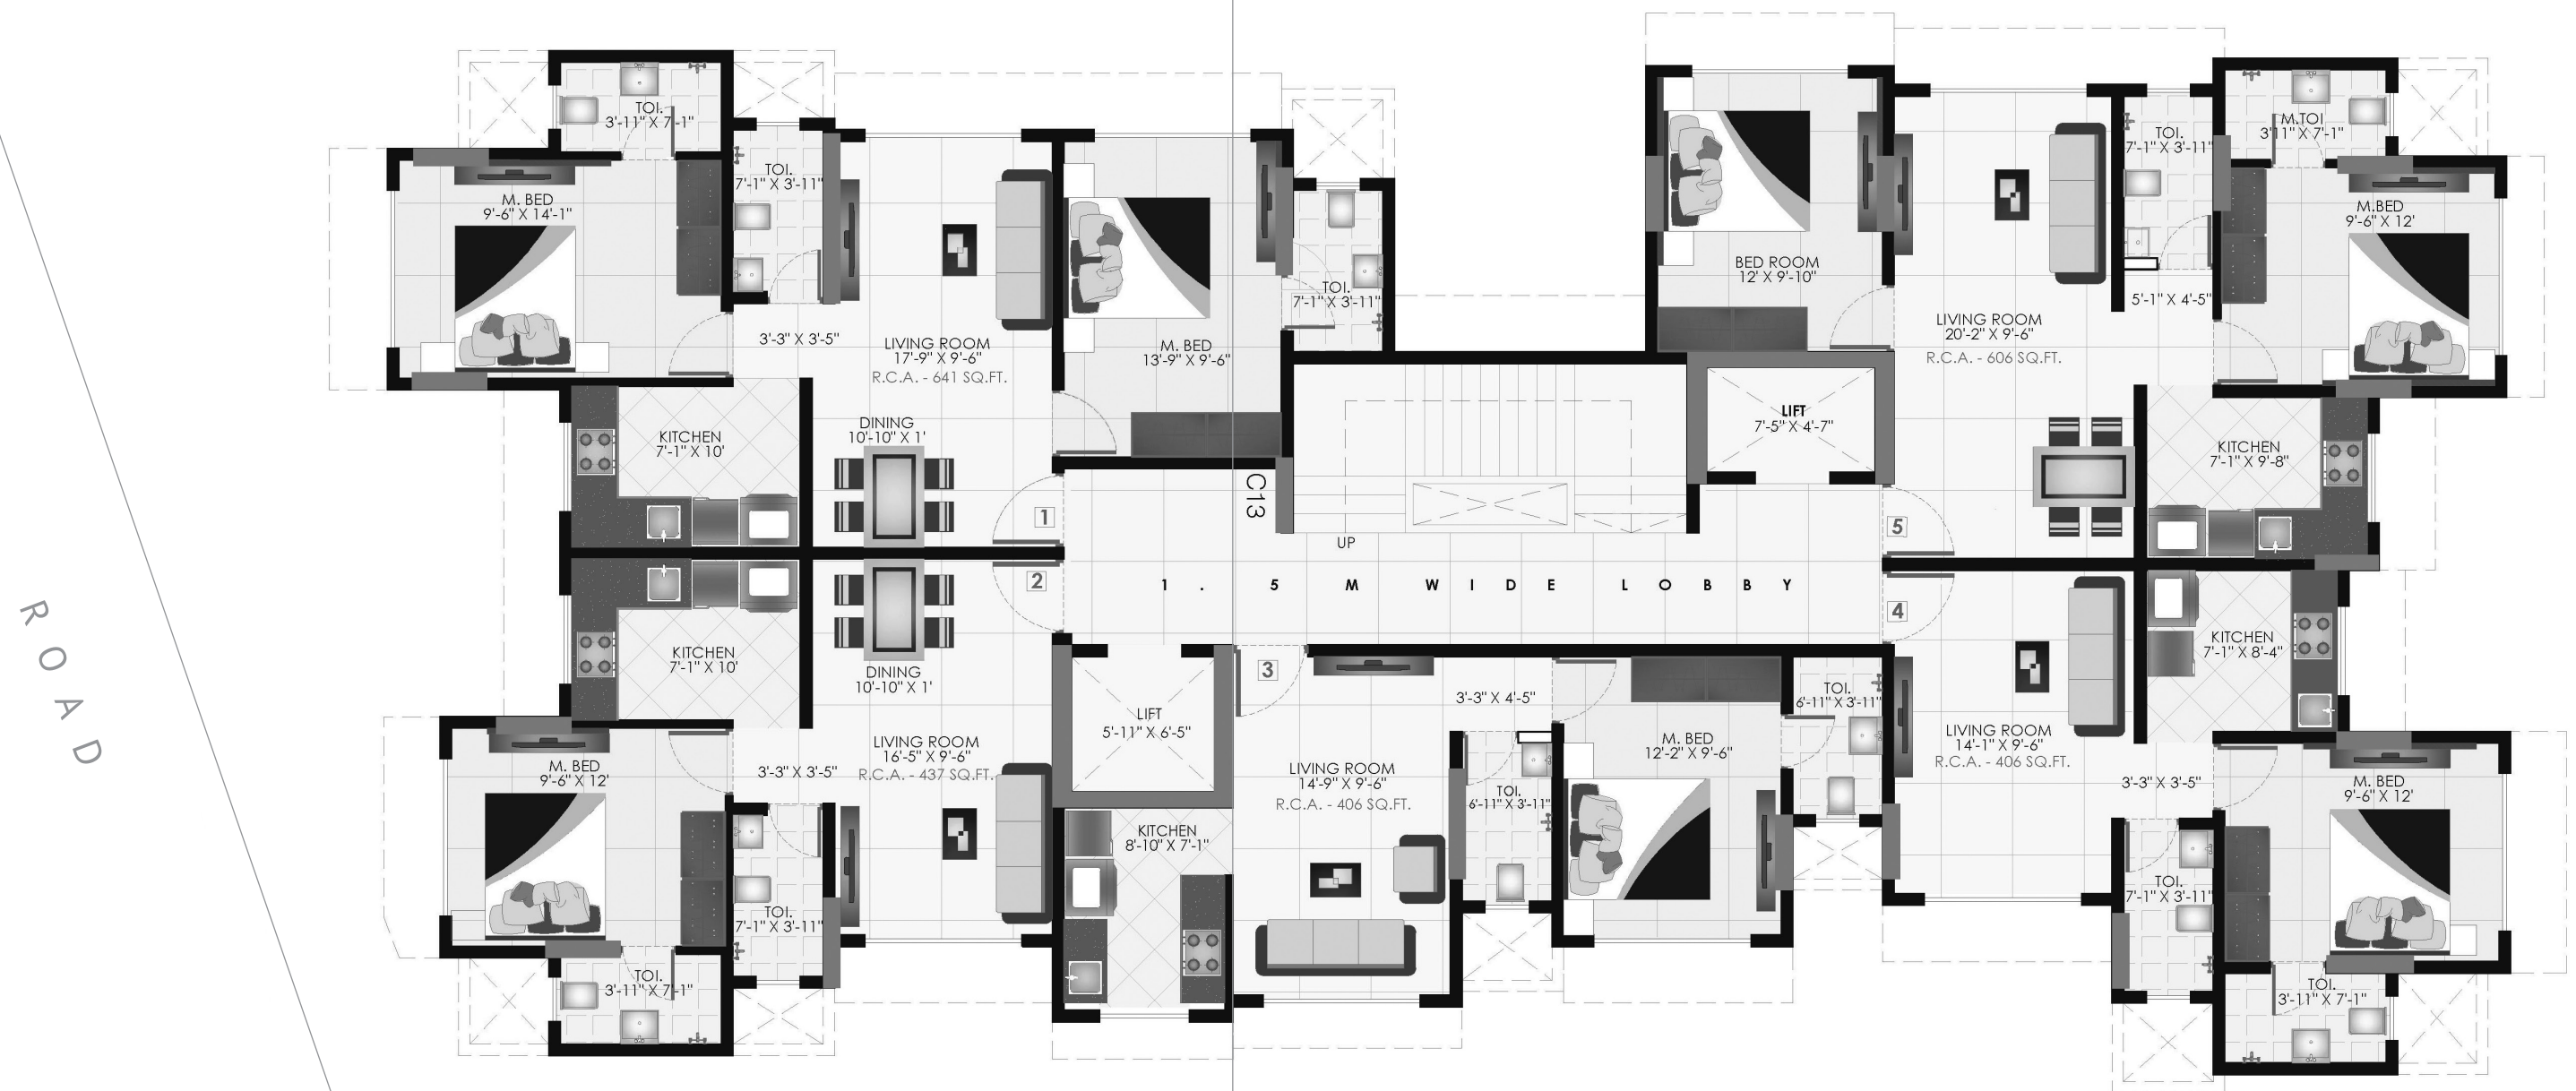 ROAD
TOI.
3'-11" X 7'-1"
M. BED
9'-6" X 14'-1"
TOI.
7'-1" X 3'-11"
3'-3" X 3'-5"
LIVING ROOM
17'-9" X 9'-6"
R.C.A. - 641 SQ.FT.
M. BED
13'-9" X 9'-6"
TOI.
7'-1" X 3'-11"
KITCHEN
7'-1" X 10'
DINING
10'-10" X 1'
1
C13
UP
BED ROOM
12' X 9'-10"
LIFT
7'-5" X 4'-7"
LIVING ROOM
20'-2" X 9'-6"
R.C.A. - 606 SQ.FT.
TOI.
7'-1" X 3'-11"
M.TOI
3'11" X 7'-1"
M.BED
9'-6" X 12'
5'-1" X 4'-5"
KITCHEN
7'-1" X 9'-8"
5
2
1.5 M WIDE LOBBY
4
KITCHEN
7'-1" X 10'
DINING
10'-10" X 1'
M. BED
9'-6" X 12'
3'-3" X 3'-5"
LIVING ROOM
16'-5" X 9'-6"
R.C.A. - 437 SQ.FT.
TOI.
7'-1" X 3'-11"
TOI.
3'-11" X 7'-1"
LIFT
5'-11" X 6'-5"
KITCHEN
8'-10" X 7'-1"
3
LIVING ROOM
14'-9" X 9'-6"
R.C.A. - 406 SQ.FT.
3'-3" X 4'-5"
TOI.
6'-11" X 3'-11"
M. BED
12'-2" X 9'-6"
TOI.
6'-11" X 3'-11"
LIVING ROOM
14'-1" X 9'-6"
R.C.A. - 406 SQ.FT.
KITCHEN
7'-1" X 8'-4"
3'-3" X 3'-5"
M. BED
9'-6" X 12'
TOI.
7'-1" X 3'-11"
TOI.
3'-11" X 7'-1"